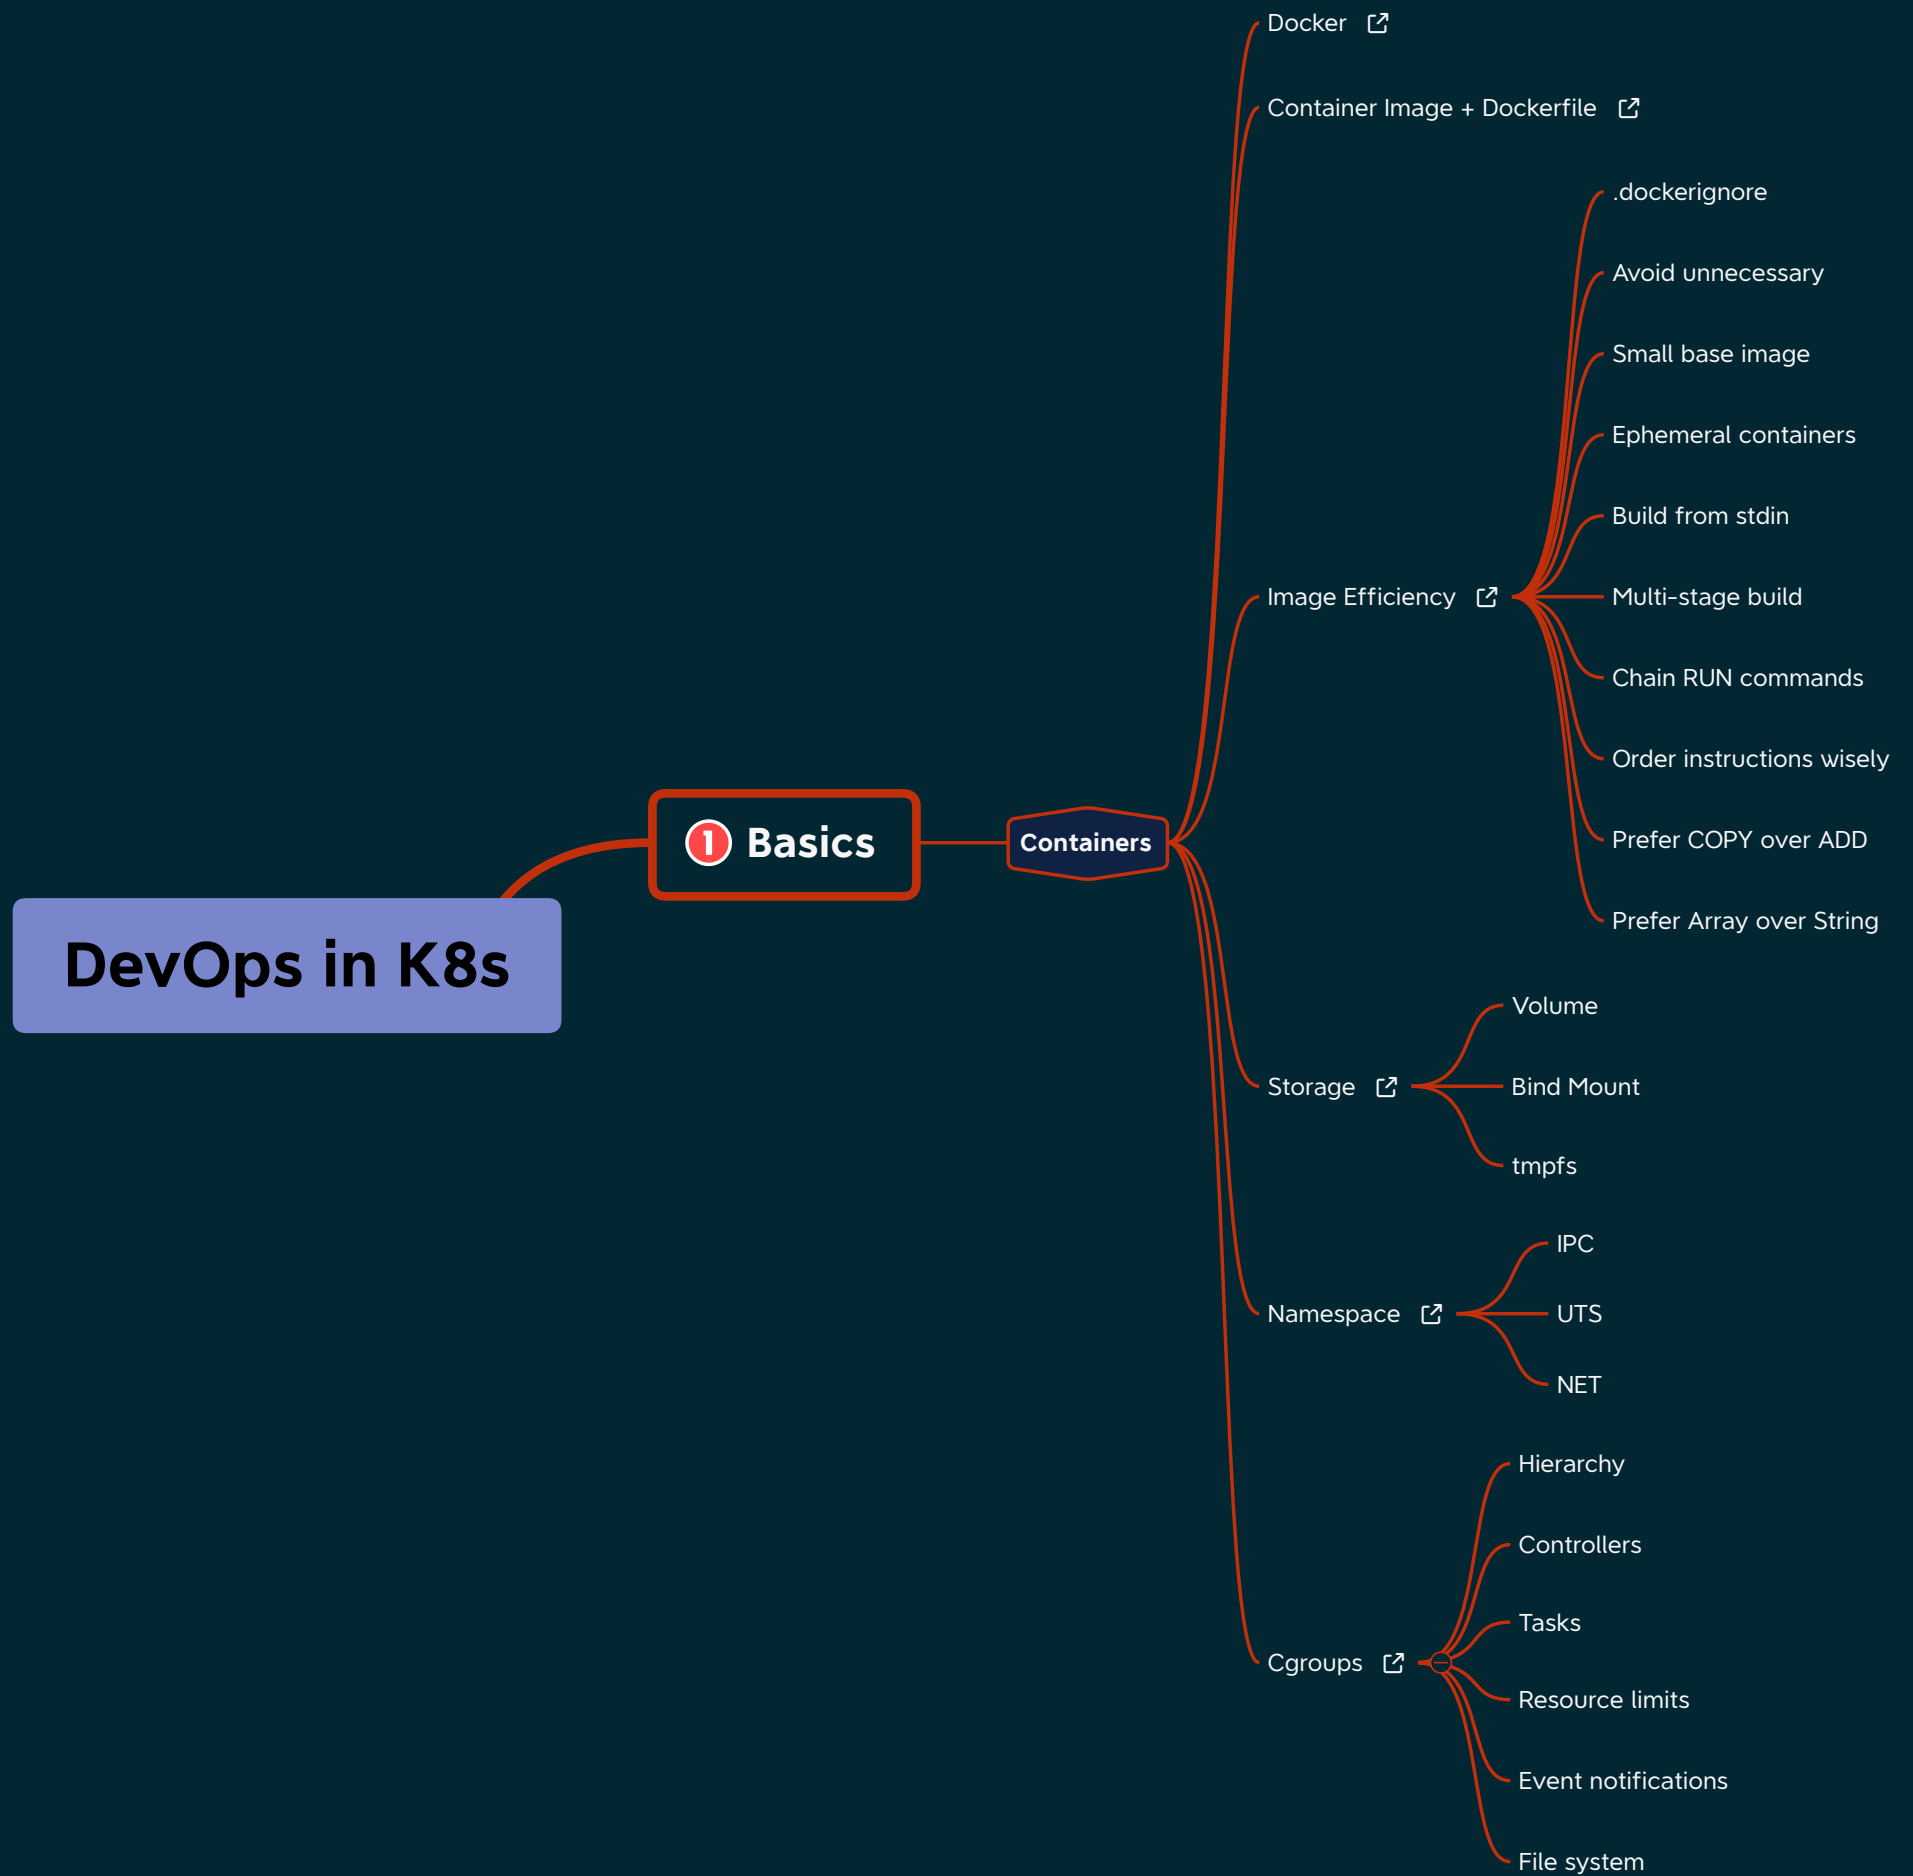 DevOps in K8s
1 Basics
Containers
Docker
Container Image + Dockerfile
Image Efficiency
.dockerignore
Avoid unnecessary
Small base image
Ephemeral containers
Build from stdin
Multi-stage build
Chain RUN commands
Order instructions wisely
Prefer COPY over ADD
Prefer Array over String
Storage
Volume
Bind Mount
tmpfs
Namespace
IPC
UTS
NET
Cgroups
Hierarchy
Controllers
Tasks
Resource limits
Event notifications
File system